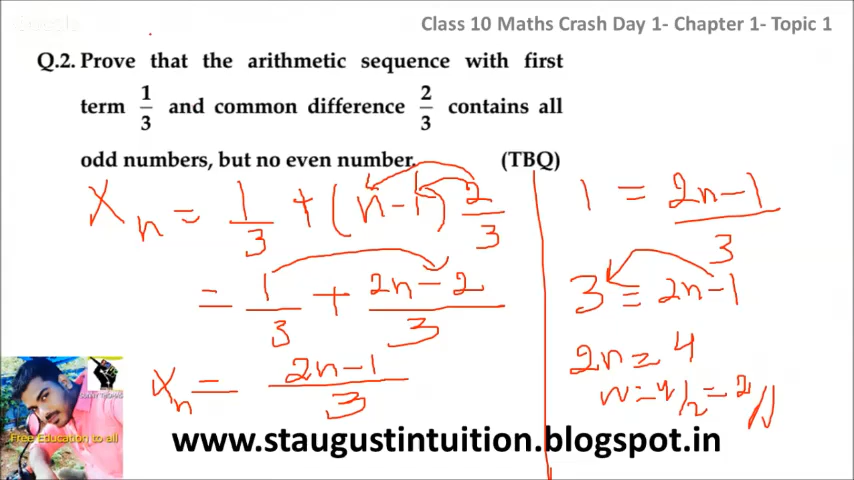 Class 10 Maths Crash Day 1- Chapter 1- Topic 1
Q.2. Prove that the arithmetic sequence with first
term 1/3 and common difference 2/3 contains all
odd numbers, but no even number. (TBQ)
Xn = 1/3 + (n-1) 2/3
= 1/3 + 2n-2/3
Xn = 2n-1/3
1 = 2n-1/3
3 = 2n-1
2n = 4
n = 4/2 = 2//
Free Education to all
www.staugustintuition.blogspot.in